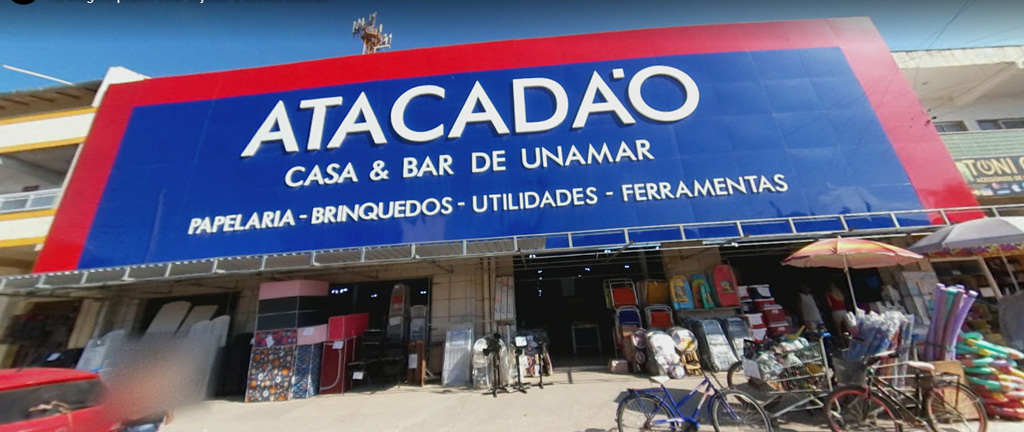 ATACADÃO
CASA & BAR DE UNAMAR
PAPELARIA - BRINQUEDOS - UTILIDADES - FERRAMENTAS